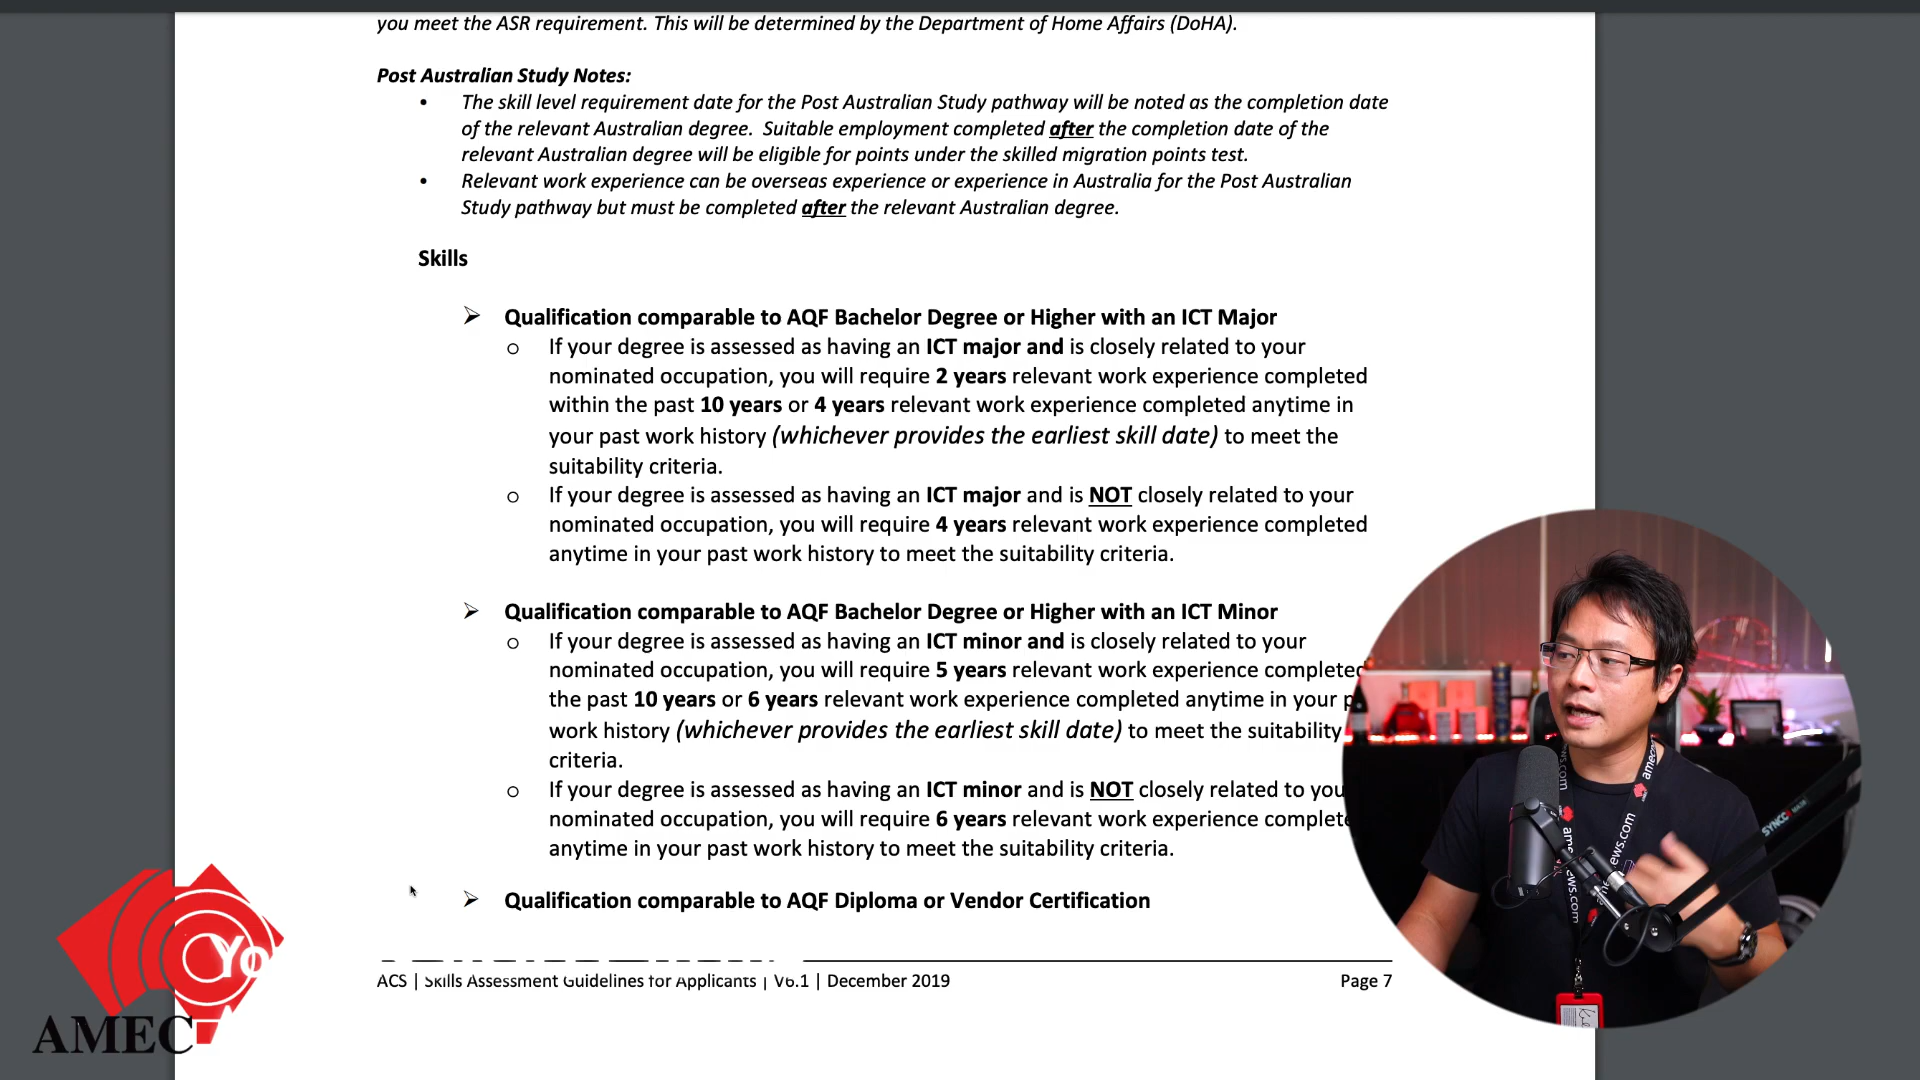 you meet the ASR requirement. This will be determined by the Department of Home Affairs (DoHA).
Post Australian Study Notes:
• The skill level requirement date for the Post Australian Study pathway will be noted as the completion date
of the relevant Australian degree. Suitable employment completed after the completion date of the
relevant Australian degree will be eligible for points under the skilled migration points test.
• Relevant work experience can be overseas experience or experience in Australia for the Post Australian
Study pathway but must be completed after the relevant Australian degree.
Skills
➢ Qualification comparable to AQF Bachelor Degree or Higher with an ICT Major
o If your degree is assessed as having an ICT major and is closely related to your
nominated occupation, you will require 2 years relevant work experience completed
within the past 10 years or 4 years relevant work experience completed anytime in
your past work history (whichever provides the earliest skill date) to meet the
suitability criteria.
o If your degree is assessed as having an ICT major and is NOT closely related to your
nominated occupation, you will require 4 years relevant work experience completed
anytime in your past work history to meet the suitability criteria.
➢ Qualification comparable to AQF Bachelor Degree or Higher with an ICT Minor
o If your degree is assessed as having an ICT minor and is closely related to your
nominated occupation, you will require 5 years relevant work experience completed
the past 10 years or 6 years relevant work experience completed anytime in your p
work history (whichever provides the earliest skill date) to meet the suitability
criteria.
o If your degree is assessed as having an ICT minor and is NOT closely related to you
nominated occupation, you will require 6 years relevant work experience complete
anytime in your past work history to meet the suitability criteria.
➢ Qualification comparable to AQF Diploma or Vendor Certification
ACS | Skills Assessment Guidelines for Applicants | V6.1 | December 2019
Page 7
Yo
AMEC
SYNCO
ews.com